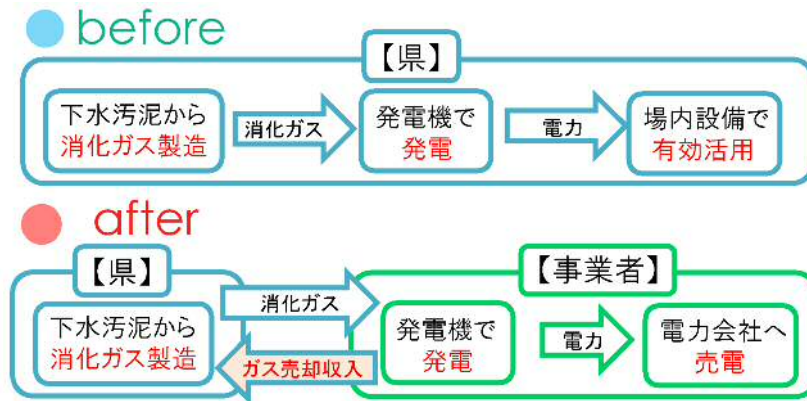 before
【県】
下水汚泥から
消化ガス製造
消化ガス
発電機で
発電
電力
場内設備で
有効活用
after
【県】
下水汚泥から
消化ガス製造
消化ガス
ガス売却収入
【事業者】
発電機で
発電
電力
電力会社へ
売電